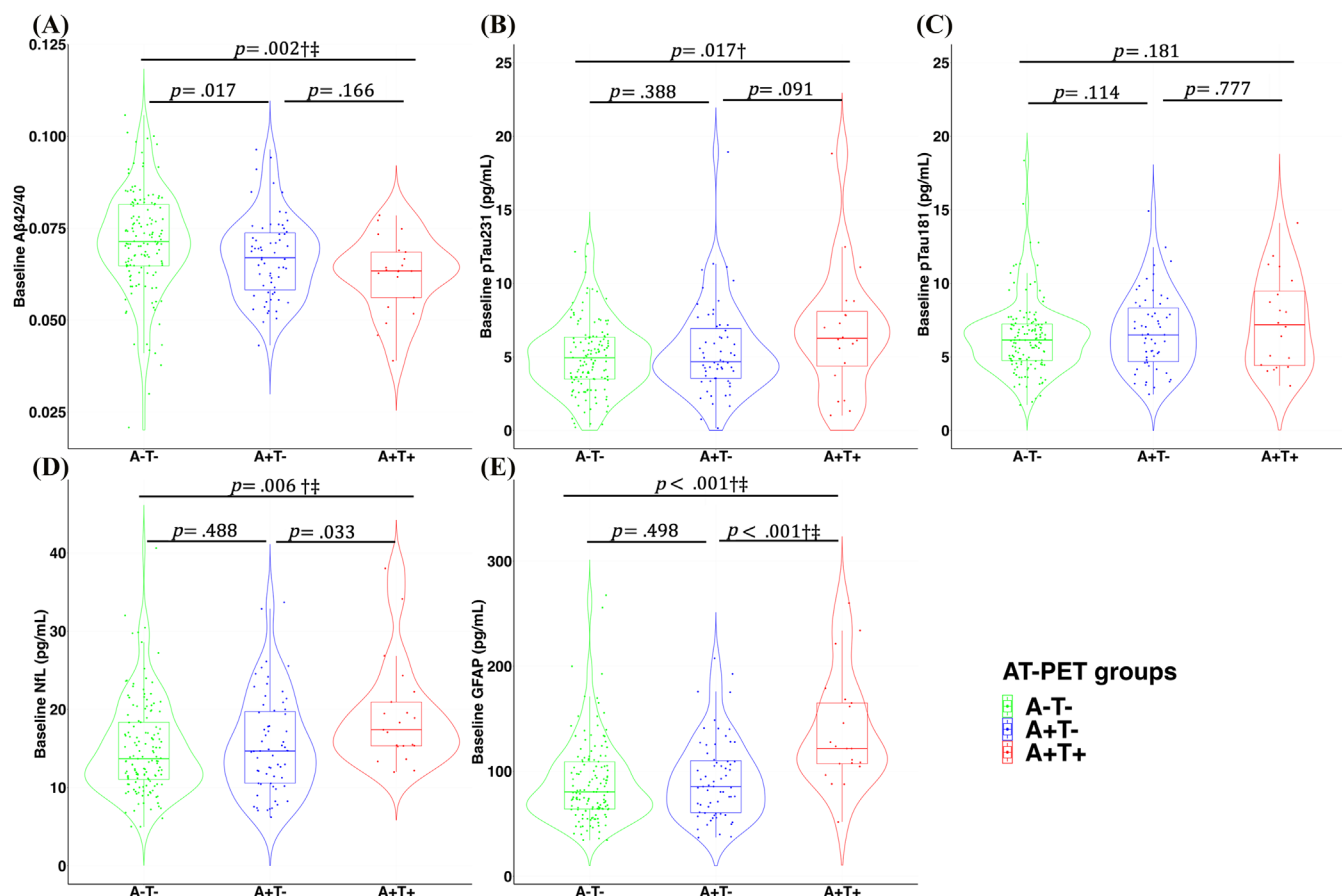 (A)
0.125
0.100
0.075
0.050
0.025
Baseline Aβ42/40
p= .002†‡
p= .017
p= .166
A-T-
A+T-
A+T+
(B)
25
20
15
10
5
0
Baseline pTau231 (pg/mL)
p= .017†
p= .388
p= .091
A-T-
A+T-
A+T+
(C)
25
20
15
10
5
0
Baseline pTau181 (pg/mL)
p= .181
p= .114
p= .777
A-T-
A+T-
A+T+
(D)
40
30
20
10
0
Baseline NfL (pg/mL)
p= .006 †‡
p= .488
p= .033
A-T-
A+T-
A+T+
(E)
300
200
100
0
Baseline GFAP (pg/mL)
p< .001†‡
p= .498
p< .001†‡
A-T-
A+T-
A+T+
AT-PET groups
A-T-
A+T-
A+T+